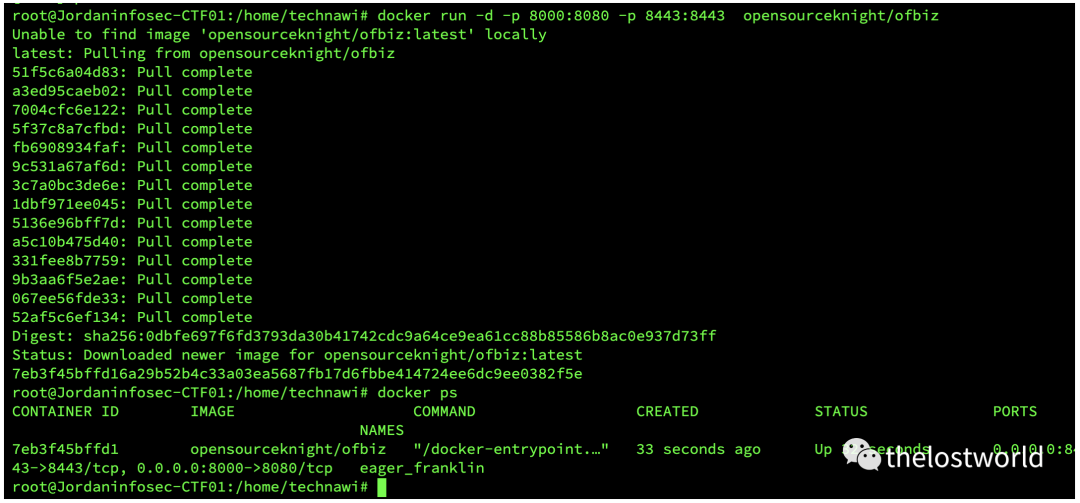 root@Jordaninfosec-CTF01:/home/technawi# docker run -d -p 8000:8080 -p 8443:8443  opensourceknight/ofbiz
Unable to find image 'opensourceknight/ofbiz:latest' locally
latest: Pulling from opensourceknight/ofbiz
51f5c6a04d83: Pull complete
a3ed95caeb02: Pull complete
7004cfc6e122: Pull complete
5f37c8a7cfbd: Pull complete
fb6908934faf: Pull complete
9c531a67af6d: Pull complete
3c7a0bc3de6e: Pull complete
1dbf971ee045: Pull complete
5136e96bff7d: Pull complete
a5c10b475d40: Pull complete
331fee8b7759: Pull complete
9b3aa6f5e2ae: Pull complete
067ee56fde33: Pull complete
52af5c6ef134: Pull complete
Digest: sha256:0dbfe697f6fd3793da30b41742cdc9a64ce9ea61cc88b85586b8ac0e937d73ff
Status: Downloaded newer image for opensourceknight/ofbiz:latest
7eb3f45bffd16a29b52b4c33a03ea5687fb17d6fbbe414724ee6dc9ee0382f5e
root@Jordaninfosec-CTF01:/home/technawi# docker ps
CONTAINER ID        IMAGE                    COMMAND                  CREATED             STATUS              PORTS
NAMES
7eb3f45bffd1        opensourceknight/ofbiz   "/docker-entrypoint.…"   33 seconds ago      Up seconds       0.0.0.0:84
43->8443/tcp, 0.0.0.0:8000->8080/tcp   eager_franklin
root@Jordaninfosec-CTF01:/home/technawi#
thelostworld